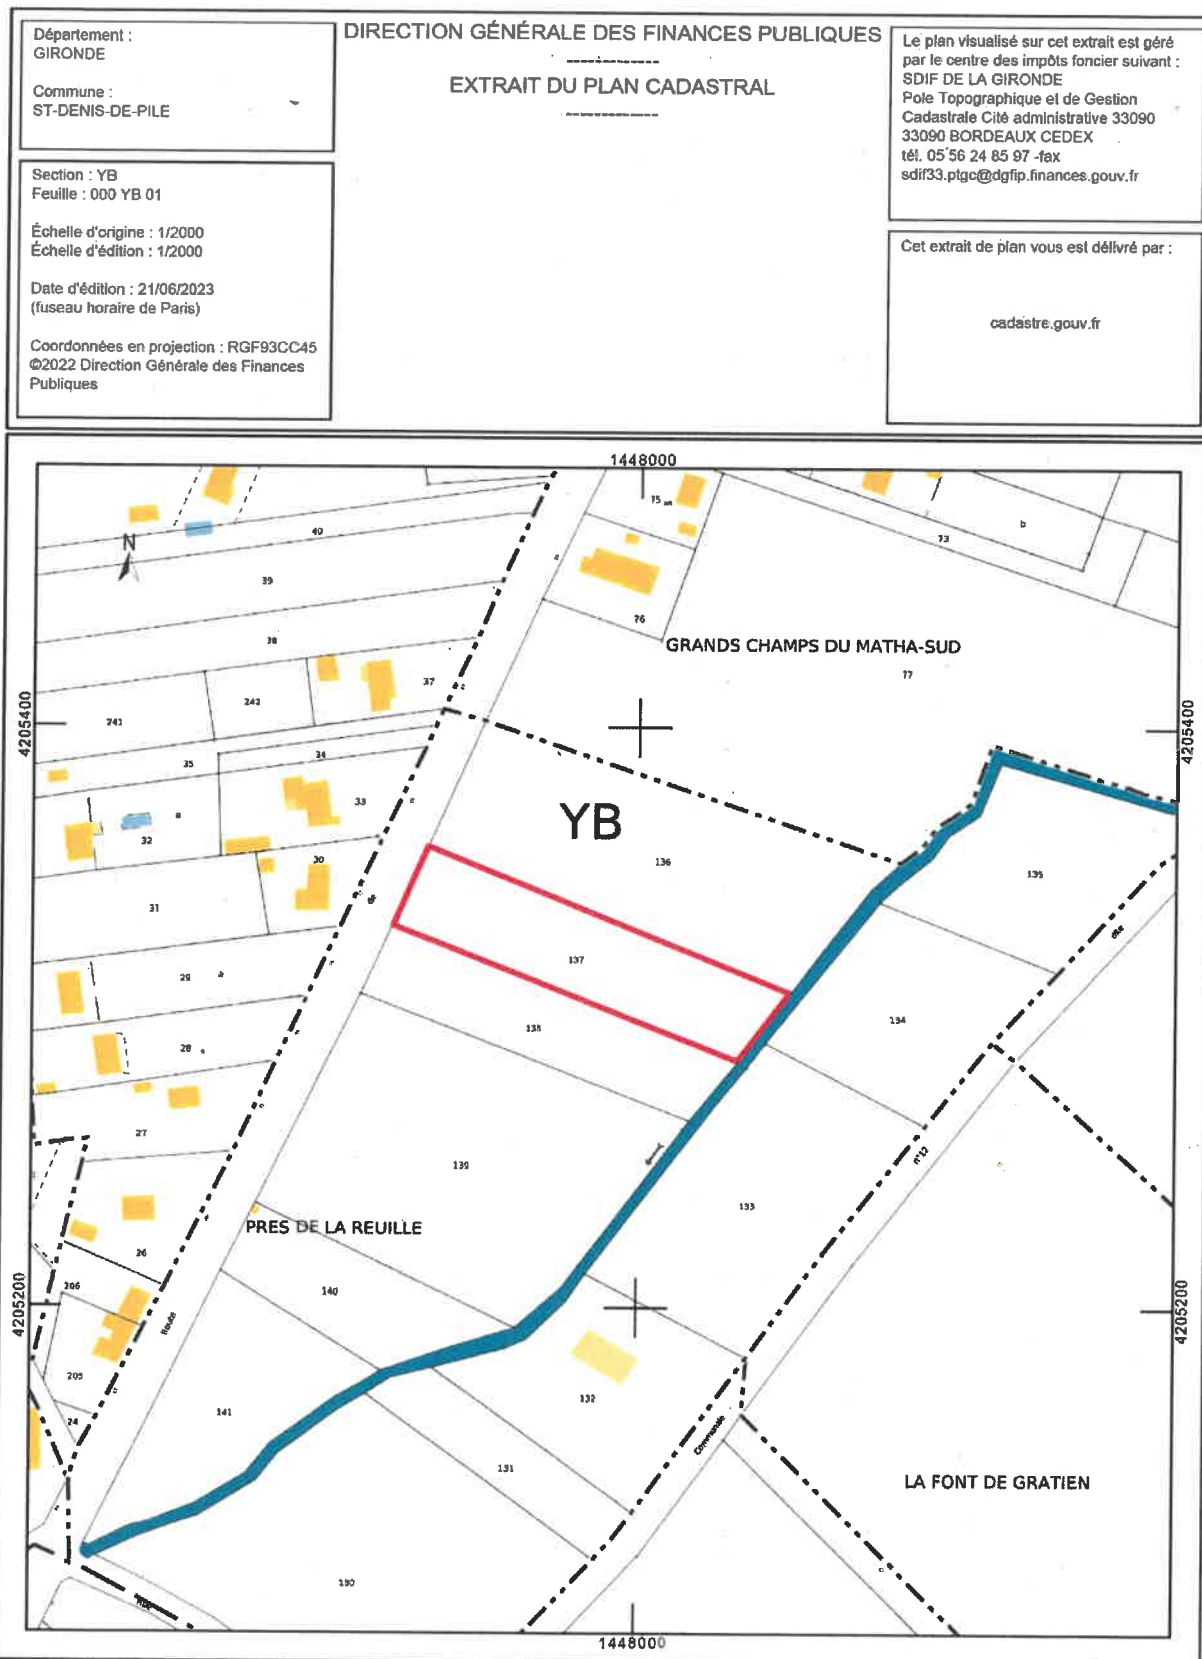 Département :
GIRONDE
Commune :
ST-DENIS-DE-PILE
Section : YB
Feuille : 000 YB 01
Échelle d'origine : 1/2000
Échelle d'édition : 1/2000
Date d'édition : 21/06/2023
(fuseau horaire de Paris)
Coordonnées en projection : RGF93CC45
©2022 Direction Générale des Finances
Publiques
DIRECTION GÉNÉRALE DES FINANCES PUBLIQUES
EXTRAIT DU PLAN CADASTRAL
Le plan visualisé sur cet extrait est géré
par le centre des impôts foncier suivant :
SDIF DE LA GIRONDE
Pole Topographique et de Gestion
Cadastrale Cité administrative 33090
33090 BORDEAUX CEDEX
tél. 05 56 24 85 97 -fax
sdif33.ptgc@dgfip.finances.gouv.fr
Cet extrait de plan vous est délivré par :
cadastre.gouv.fr
1448000
75
40
b
73
N
39
76
38
GRANDS CHAMPS DU MATHA-SUD
77
37
242
241
4205400
4205400
34
35
33
YB
a
32
136
30
135
31
de
dite
137
29
a
134
138
28
27
n°12
139
133
PRES DE LA REUILLE
26
206
140
4205200
4205200
Route
205
132
141
24
Communale
131
LA FONT DE GRATIEN
130
1448000